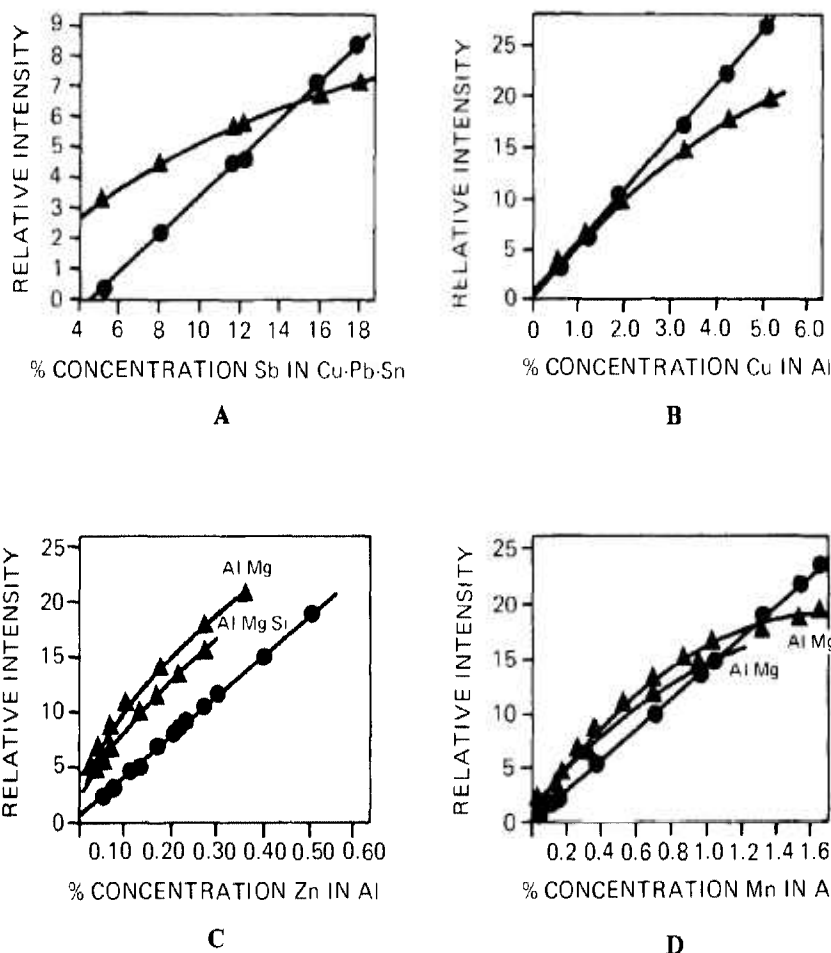 RELATIVE INTENSITY
9
8
7
6
5
4
3
2
1
0
4 6 8 10 12 14 16 18
% CONCENTRATION Sb IN Cu·Pb·Sn
A
RELATIVE INTENSITY
25
20
15
10
5
0
0 1.0 2.0 3.0 4.0 5.0 6.0
% CONCENTRATION Cu IN Al
B
RELATIVE INTENSITY
25
20
15
10
5
0
Al Mg
Al Mg Si
0.10 0.20 0.30 0.40 0.50 0.60
% CONCENTRATION Zn IN Al
C
RELATIVE INTENSITY
25
20
15
10
5
0
Al Mg
Al Mg
0.2 0.4 0.6 0.8 1.0 1.2 1.4 1.6
% CONCENTRATION Mn IN A
D